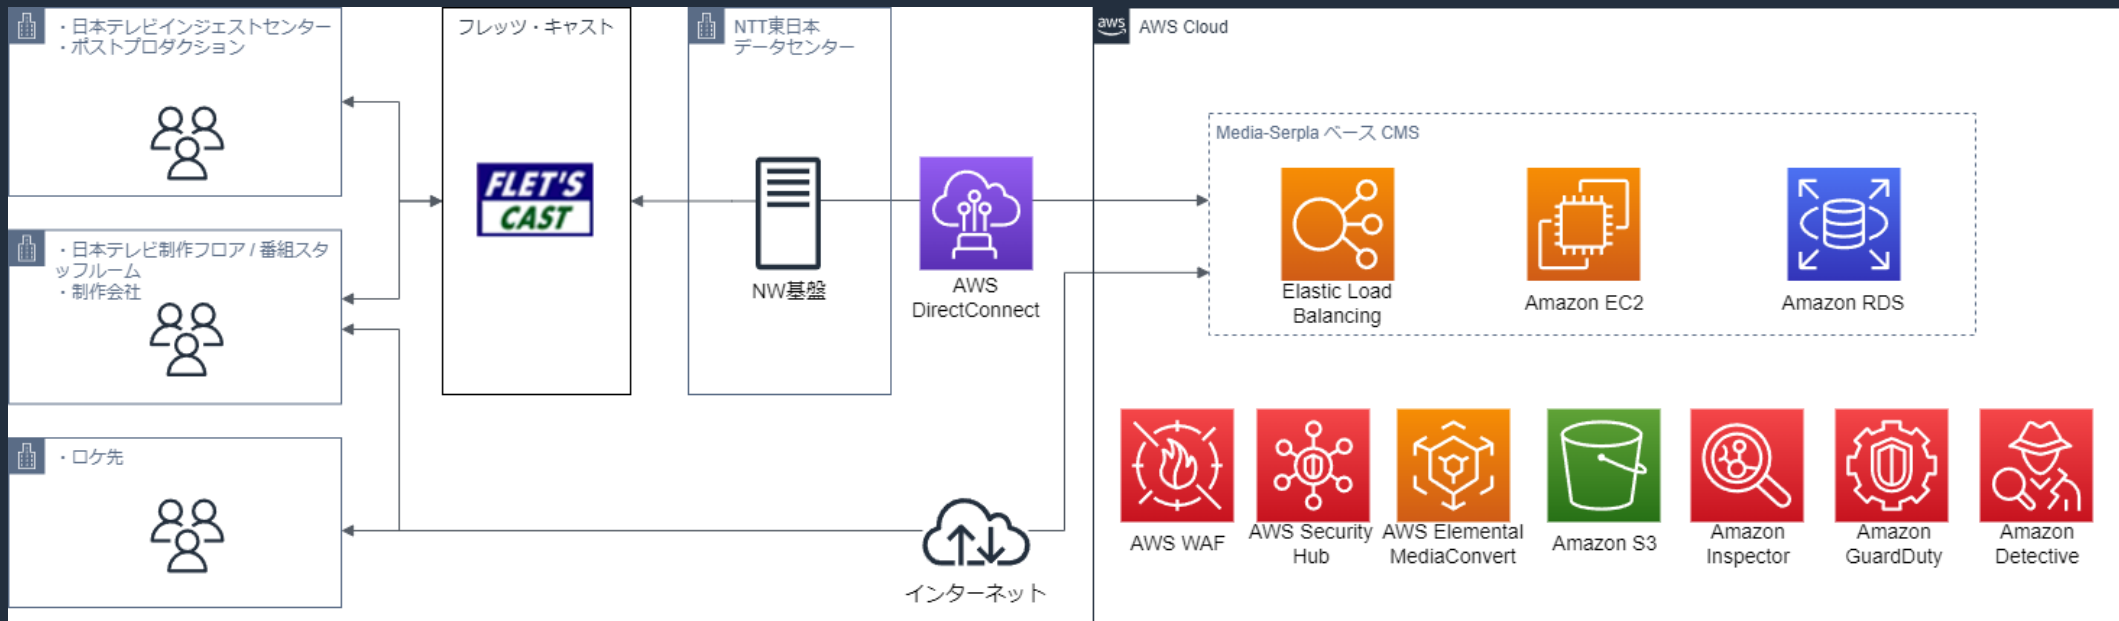 ・日本テレビインジェストセンター
・ポストプロダクション
フレッツ・キャスト
NTT東日本
データセンター
aws
AWS Cloud
Media-Serpla ベース CMS
FLET'S
CAST
NW基盤
AWS
DirectConnect
Elastic Load
Balancing
Amazon EC2
Amazon RDS
・日本テレビ制作フロア / 番組スタ
ッフルーム
・制作会社
・ロケ先
インターネット
AWS WAF
AWS Security
Hub
AWS Elemental
MediaConvert
Amazon S3
Amazon
Inspector
Amazon
GuardDuty
Amazon
Detective